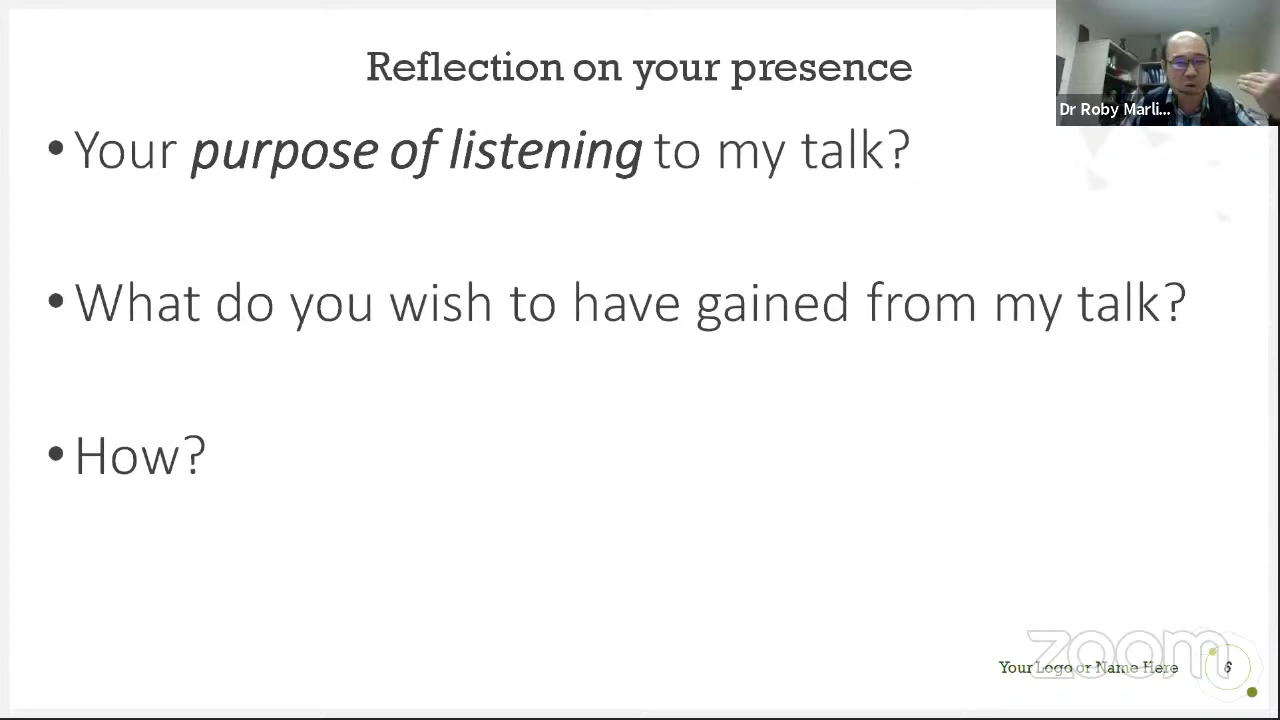 Reflection on your presence
Dr Roby Marli...
• Your purpose of listening to my talk?
• What do you wish to have gained from my talk?
• How?
zoom
Your Logo or Name Here
6